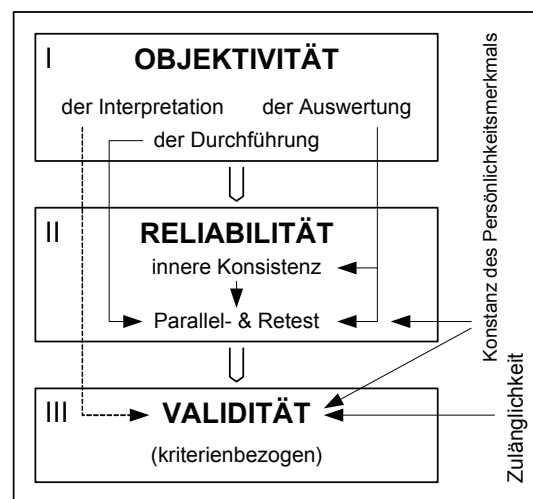 I OBJEKTIVITÄT
der Interpretation der Auswertung
der Durchführung
II RELIABILITÄT
innere Konsistenz
Parallel- & Retest
III VALIDITÄT
(kriterienbezogen)
Konstanz des Persönlichkeitsmerkmals
Zulänglichkeit